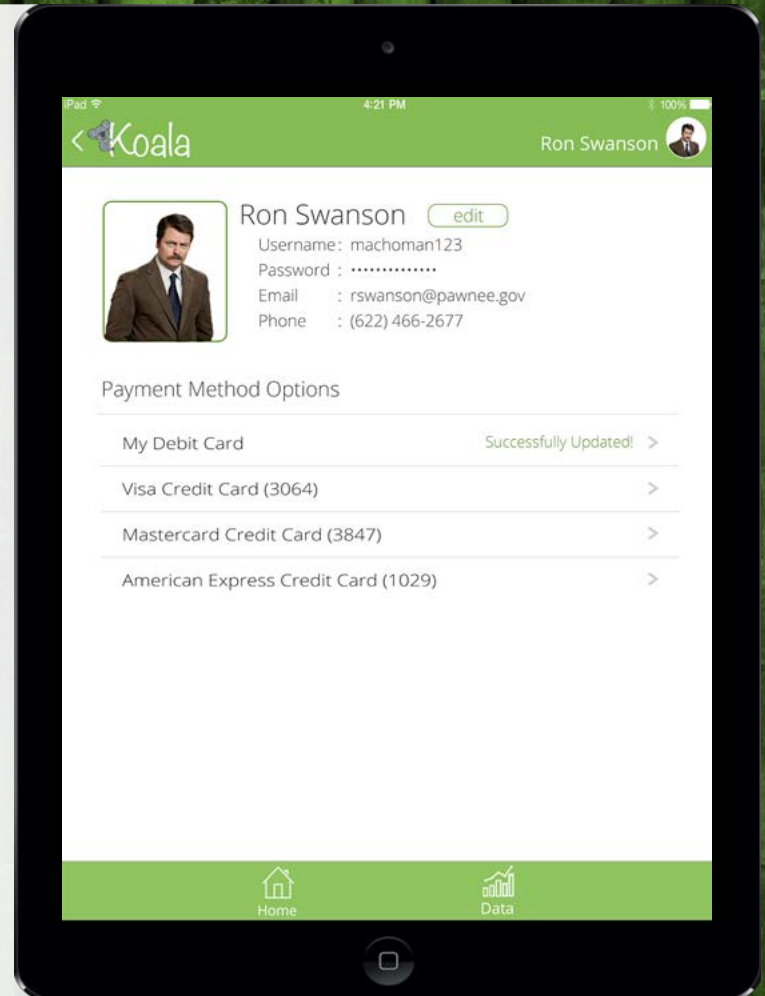 iPad 4:21 PM 100%
Koala Ron Swanson
Ron Swanson edit
Username: machoman123
Password : ••••••••••••••
Email : rswanson@pawnee.gov
Phone : (622) 466-2677
Payment Method Options
My Debit Card Successfully Updated! >
Visa Credit Card (3064) >
Mastercard Credit Card (3847) >
American Express Credit Card (1029) >
Home Data